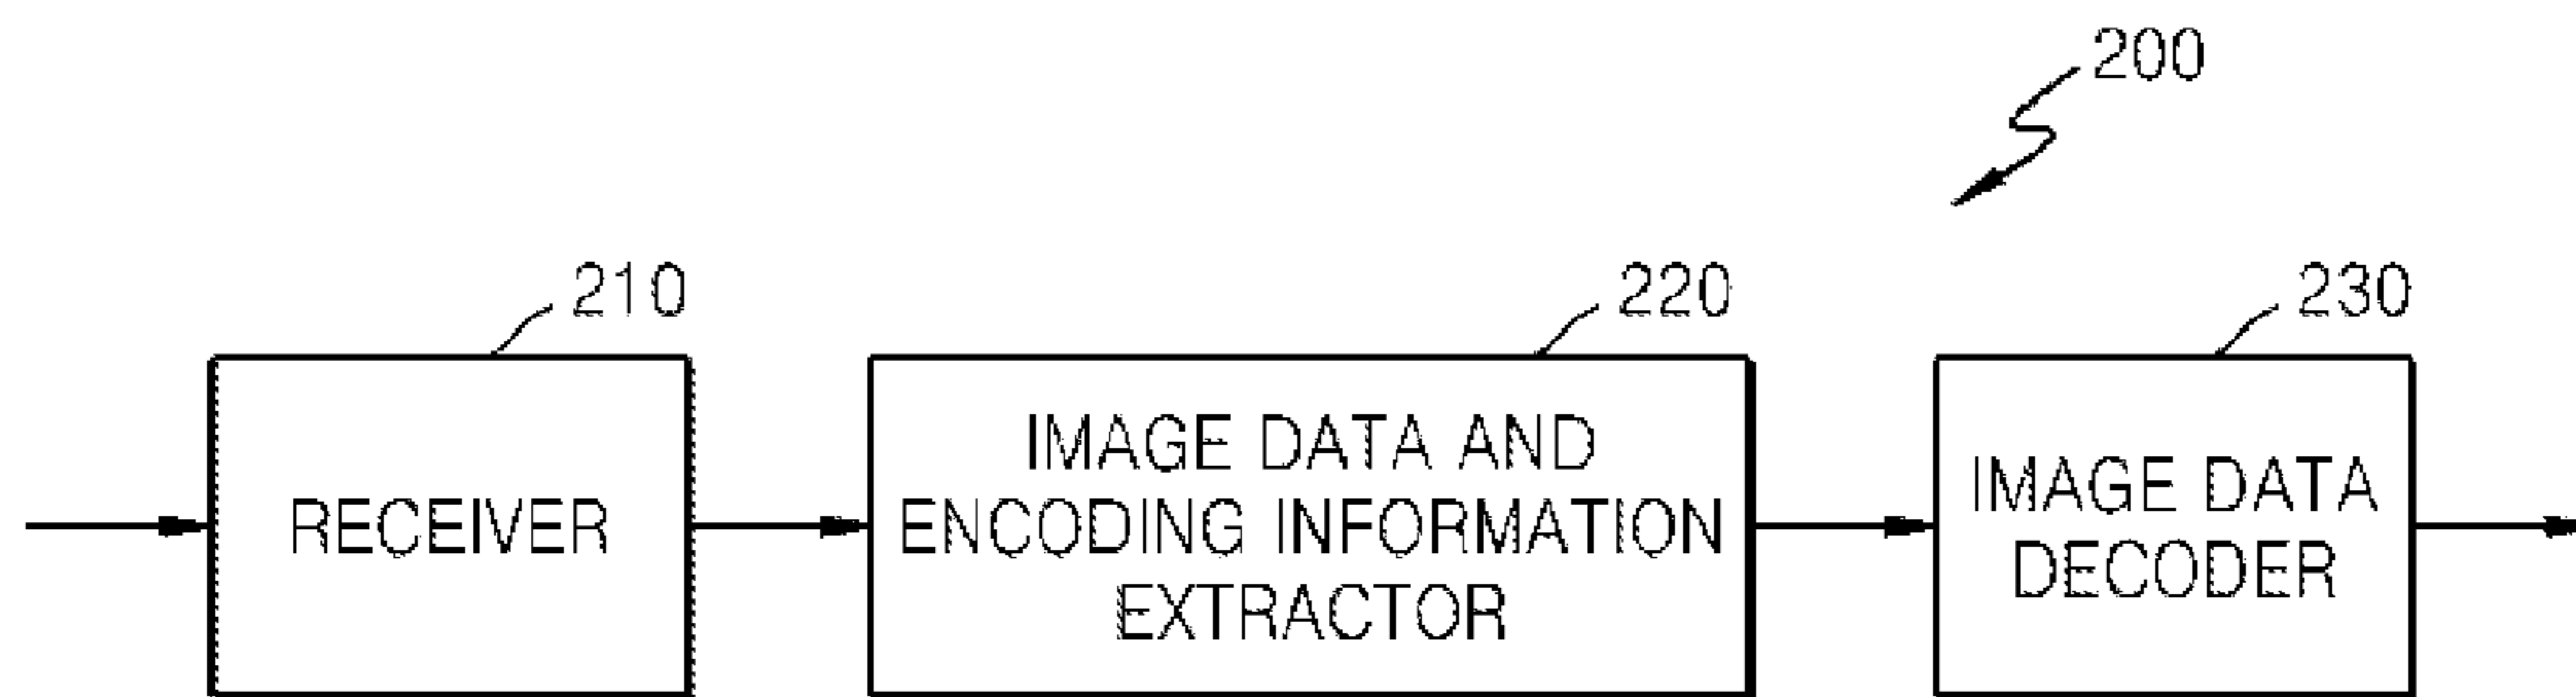 200
210
220
230
RECEIVER
IMAGE DATA AND
ENCODING INFORMATION
EXTRACTOR
IMAGE DATA
DECODER